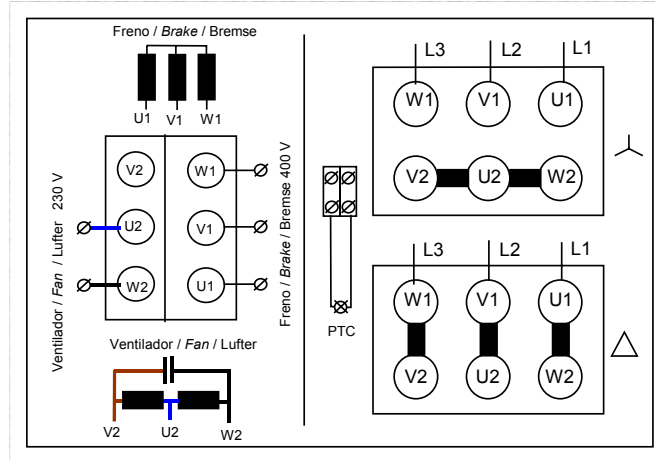 Freno / Brake / Bremse
U1 V1 W1
V2 W1
U2 V1
W2 U1
Ventilador / Fan / Lufter 230 V
Freno / Brake / Bremse 400 V
Ventilador / Fan / Lufter
V2 U2 W2
PTC
L3 L2 L1
W1 V1 U1
V2 U2 W2
L3 L2 L1
W1 V1 U1
V2 U2 W2